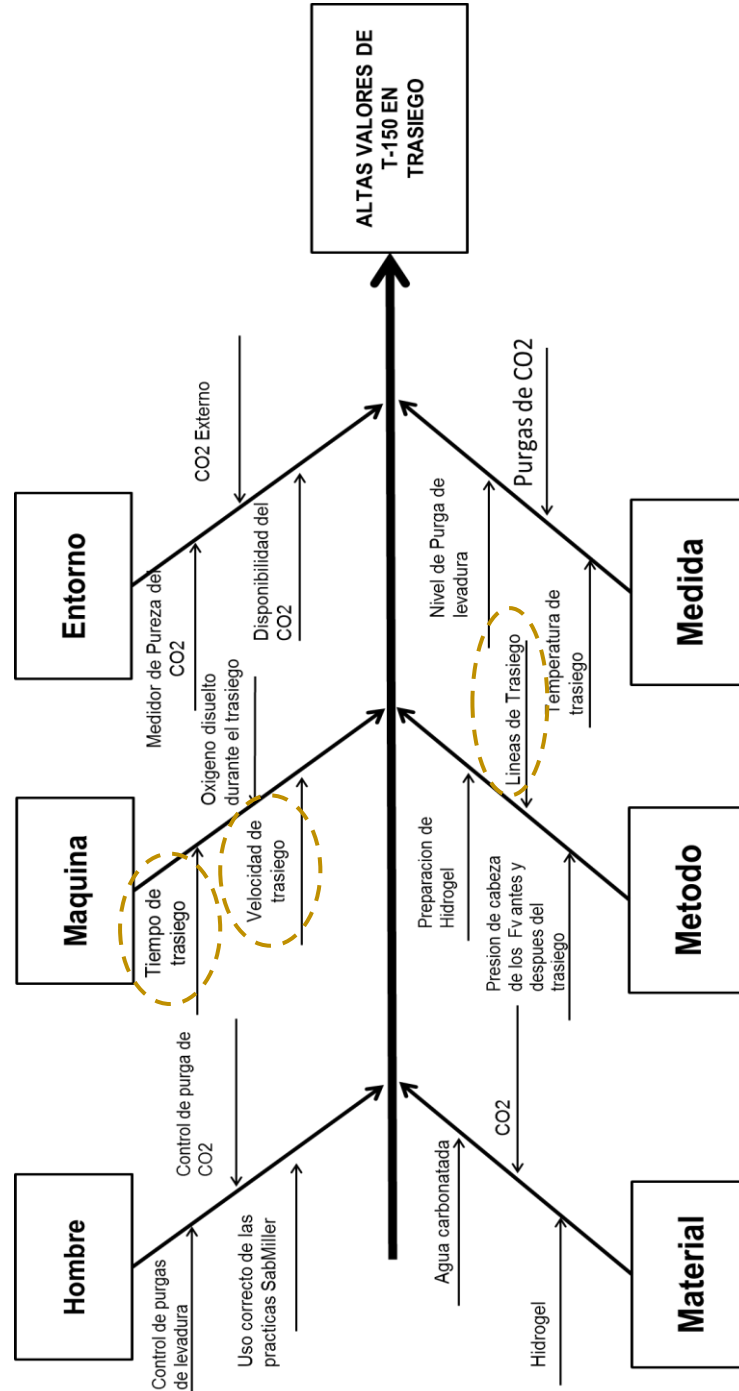 Hombre
Control de purgas
de levadura
Control de purga de
CO2
Uso correcto de las
practicas SabMiller
Maquina
Tiempo de
trasiego
Oxigeno disuelto
durante el trasiego
Velocidad de
trasiego
Entorno
Medidor de Pureza del
CO2
CO2 Externo
Disponibilidad del
CO2
ALTAS VALORES DE
T-150 EN
TRASIEGO
Agua carbonatada
CO2
Hidrogel
Material
Preparacion de
Hidrogel
Lineas de Trasiego
Presion de cabeza
de los Fv antes y
despues del
trasiego
Metodo
Nivel de Purga de
levadura
Purgas de CO2
Temperatura de
trasiego
Medida